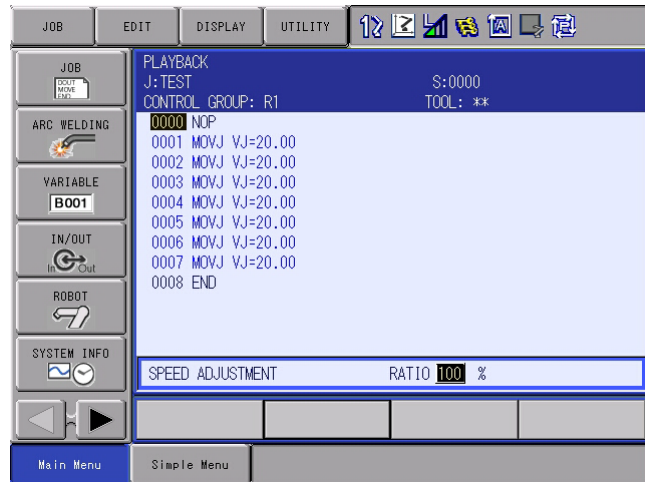 JOB EDIT DISPLAY UTILITY
JOB
DOUT
MOVE
END
ARC WELDING
VARIABLE
B001
IN/OUT
In Out
ROBOT
SYSTEM INFO
PLAYBACK
J:TEST S:0000
CONTROL GROUP: R1 TOOL: **
0000 NOP
0001 MOVJ VJ=20.00
0002 MOVJ VJ=20.00
0003 MOVJ VJ=20.00
0004 MOVJ VJ=20.00
0005 MOVJ VJ=20.00
0006 MOVJ VJ=20.00
0007 MOVJ VJ=20.00
0008 END
SPEED ADJUSTMENT RATIO 100 %
Main Menu Simple Menu